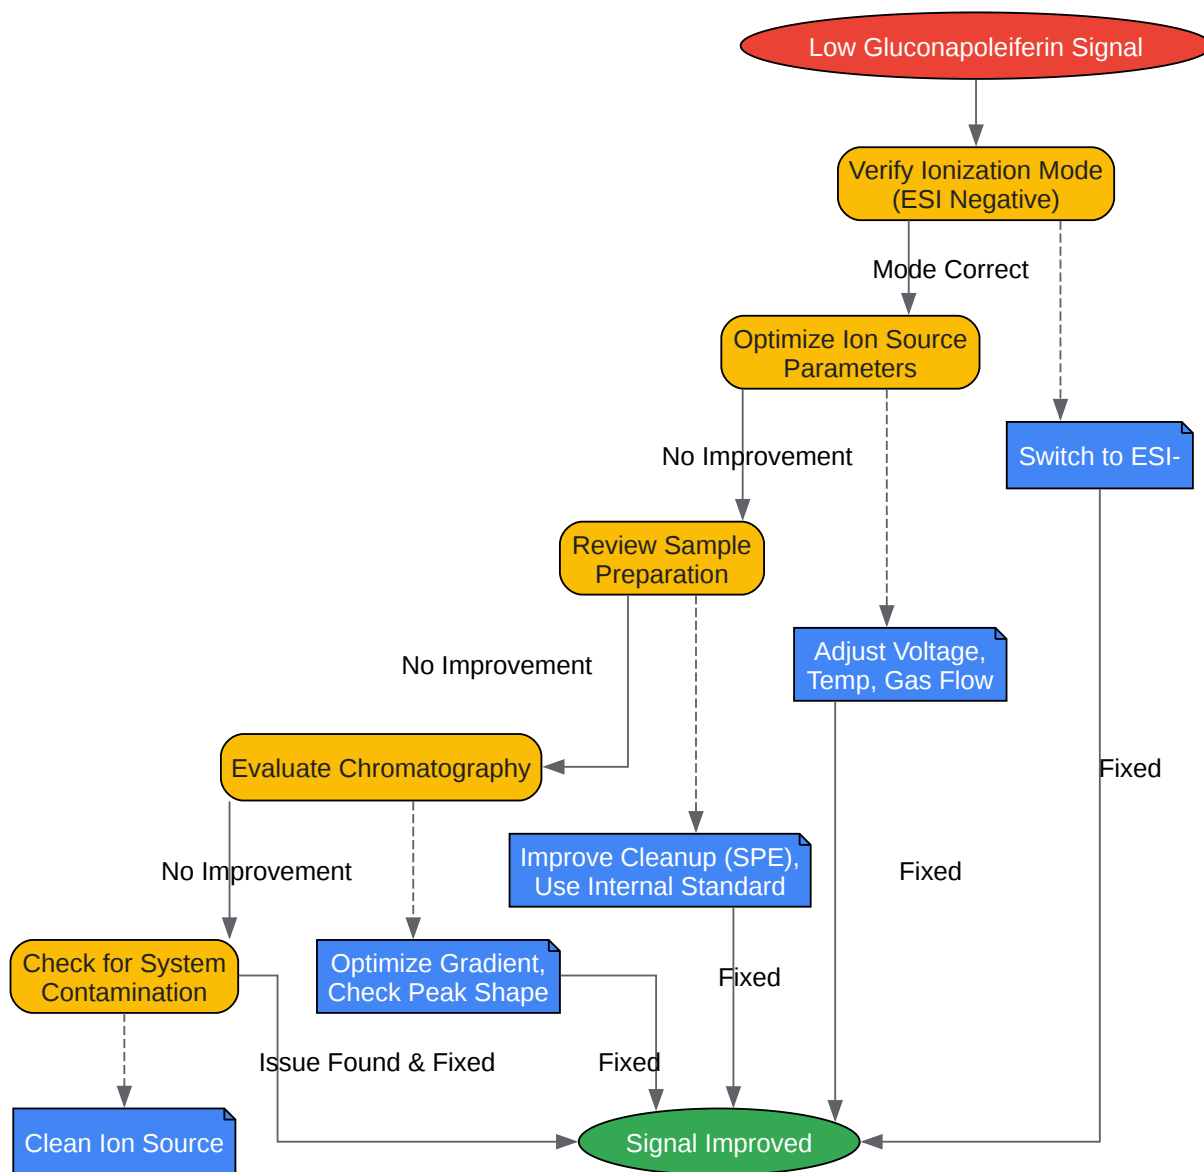 Low Gluconapoleiferin Signal
Verify Ionization Mode
(ESI Negative)
Mode Correct
Optimize Ion Source
Parameters
No Improvement
Switch to ESI-
Review Sample
Preparation
No Improvement
Adjust Voltage,
Temp, Gas Flow
Evaluate Chromatography
Fixed
No Improvement
Improve Cleanup (SPE),
Use Internal Standard
Fixed
Check for System
Contamination
Optimize Gradient,
Check Peak Shape
Fixed
Issue Found & Fixed
Fixed
Clean Ion Source
Signal Improved